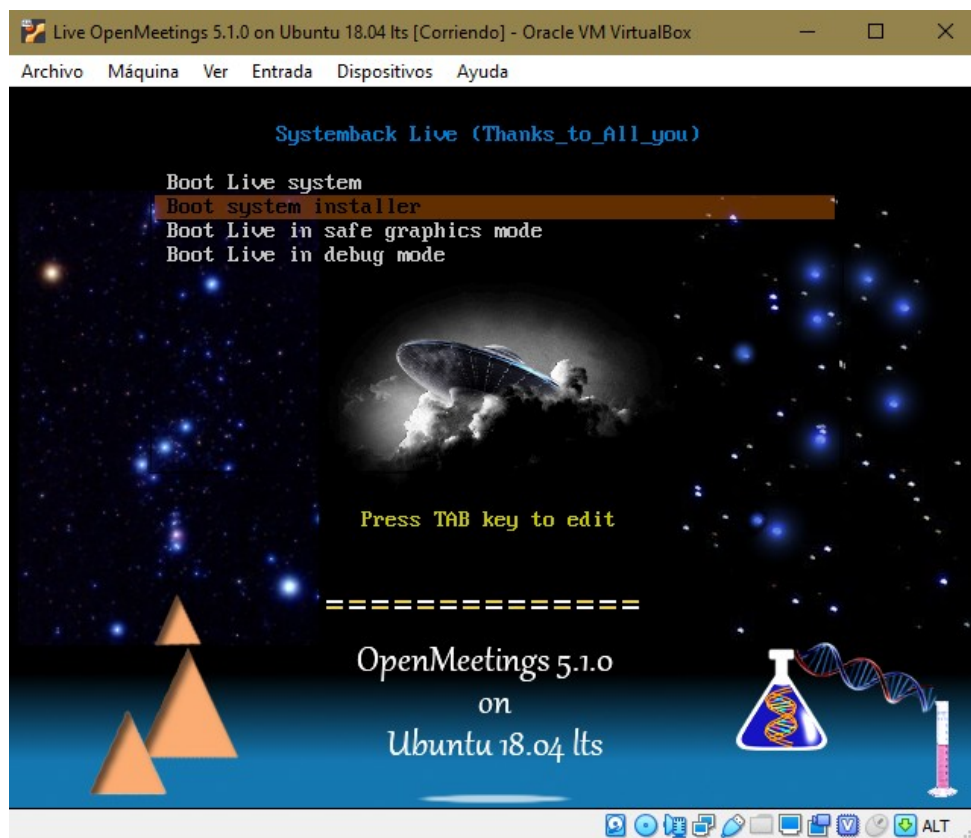 Live OpenMeetings 5.1.0 on Ubuntu 18.04 lts [Corriendo] - Oracle VM VirtualBox
Archivo Máquina Ver Entrada Dispositivos Ayuda
Systemback Live (Thanks_to_All_you)
Boot Live system
Boot system installer
Boot Live in safe graphics mode
Boot Live in debug mode
Press TAB key to edit
==============
OpenMeetings 5.1.0
on
Ubuntu 18.04 lts
ALT